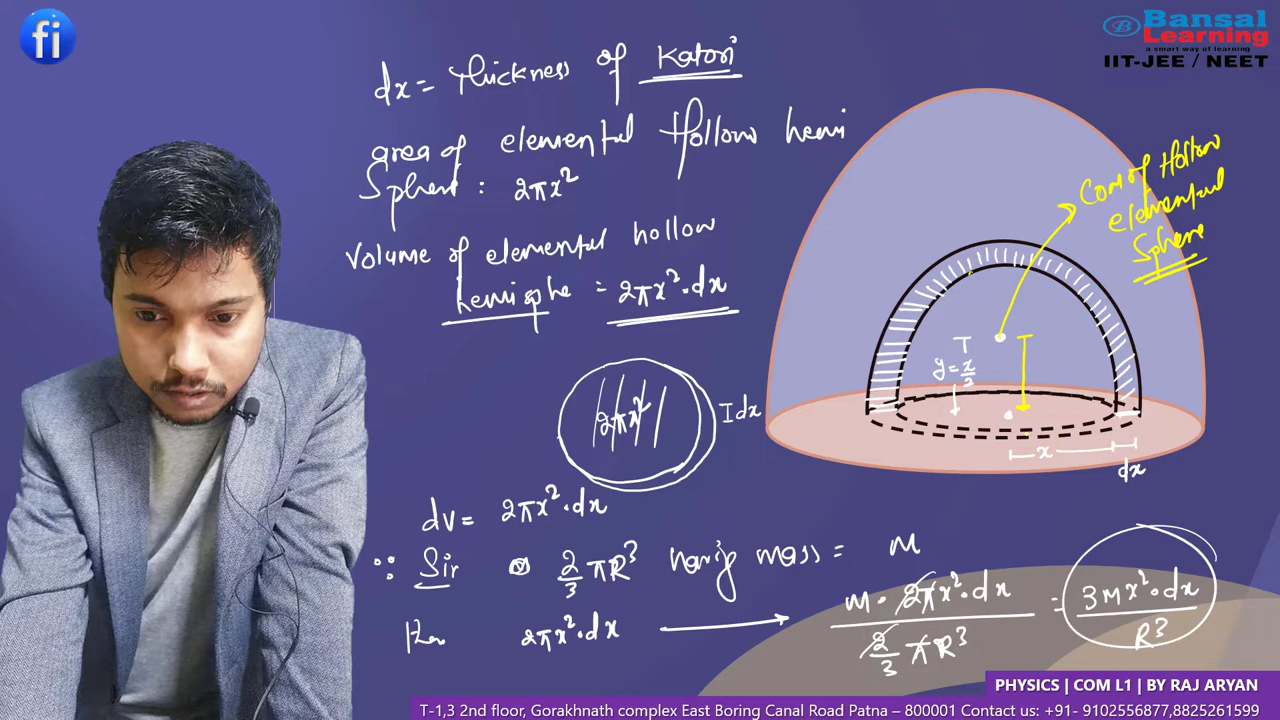 fi
Bansal
Learning
a smart way of learning
IIT-JEE / NEET
dx = thickness of Katori
area of elemental Hollow hemi
Sphere : 2πx²
Volume of elemental hollow
hemisphe = 2πx²·dx
2πx²
I dx
dv = 2πx²·dx
∵ Sir 2/3 πR³ having mass = M
then 2πx²·dx ⟶ M·2πx²·dx / 2/3 πR³ = 3Mx²·dx / R³
Com of Hollow
elemental
Sphere
y = x/2
x
dx
PHYSICS | COM L1 | BY RAJ ARYAN
T-1,3 2nd floor, Gorakhnath complex East Boring Canal Road Patna – 800001 Contact us: +91- 9102556877,8825261599